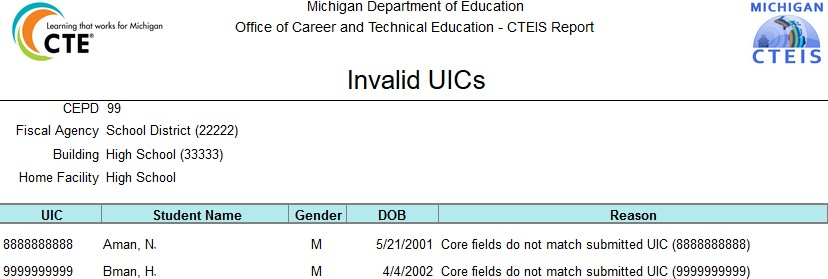 Michigan Department of Education
Office of Career and Technical Education - CTEIS Report
Learning that works for Michigan
CTE®
MICHIGAN
CTEIS
Invalid UICs
CEPD 99
Fiscal Agency School District (22222)
Building High School (33333)
Home Facility High School
UIC Student Name Gender DOB Reason
8888888888 Aman, N. M 5/21/2001 Core fields do not match submitted UIC (8888888888)
9999999999 Bman, H. M 4/4/2002 Core fields do not match submitted UIC (9999999999)